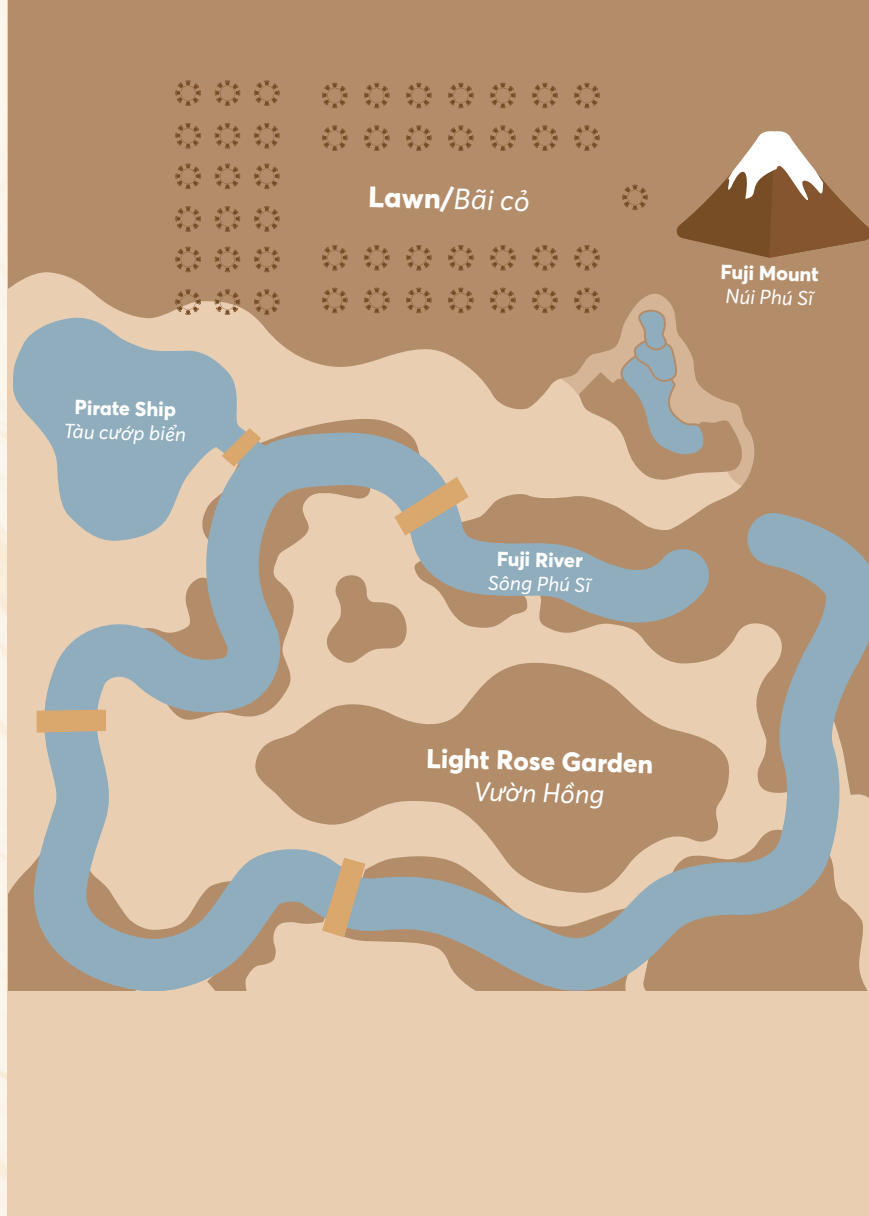 Lawn/Bãi cỏ
Fuji Mount
Núi Phú Sĩ
Pirate Ship
Tàu cướp biển
Fuji River
Sông Phú Sĩ
Light Rose Garden
Vườn Hồng